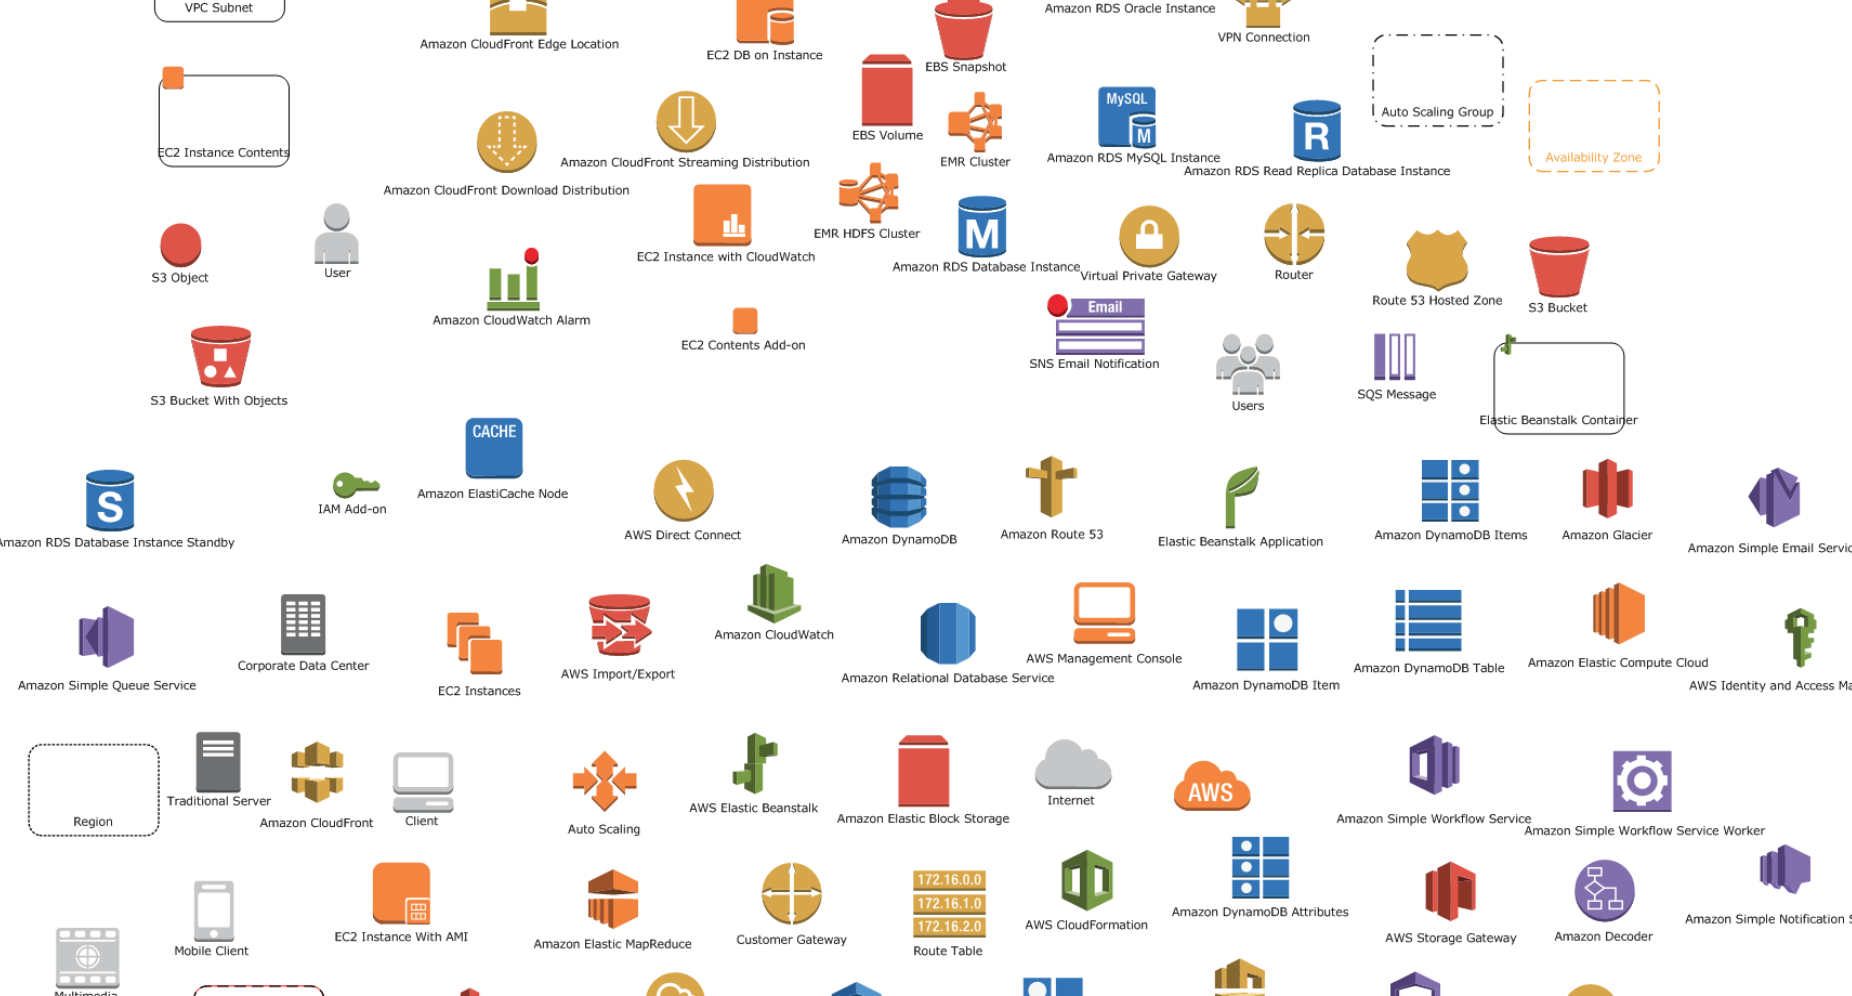 VPC Subnet
Amazon RDS Oracle Instance
VPN Connection
Amazon CloudFront Edge Location
EC2 DB on Instance
EBS Snapshot
MySQL
M
Auto Scaling Group
EBS Volume
R
EC2 Instance Contents
Amazon CloudFront Streaming Distribution
EMR Cluster
Amazon RDS MySQL Instance
Availability Zone
Amazon RDS Read Replica Database Instance
Amazon CloudFront Download Distribution
EMR HDFS Cluster
M
EC2 Instance with CloudWatch
Amazon RDS Database Instance
User
S3 Object
Virtual Private Gateway
Router
Route 53 Hosted Zone
S3 Bucket
Email
Amazon CloudWatch Alarm
EC2 Contents Add-on
SNS Email Notification
S3 Bucket With Objects
Users
SQS Message
Elastic Beanstalk Container
CACHE
Amazon ElastiCache Node
S
IAM Add-on
Amazon RDS Database Instance Standby
AWS Direct Connect
Amazon DynamoDB
Amazon Route 53
Elastic Beanstalk Application
Amazon DynamoDB Items
Amazon Glacier
Amazon Simple Email Servic
Amazon CloudWatch
Amazon Simple Queue Service
Corporate Data Center
EC2 Instances
AWS Import/Export
Amazon Relational Database Service
AWS Management Console
Amazon DynamoDB Item
Amazon DynamoDB Table
Amazon Elastic Compute Cloud
AWS Identity and Access Ma
Region
Traditional Server
Amazon CloudFront
Client
Auto Scaling
AWS Elastic Beanstalk
Amazon Elastic Block Storage
Internet
AWS
Amazon Simple Workflow Service
Amazon Simple Workflow Service Worker
172.16.0.0
172.16.1.0
172.16.2.0
Mobile Client
EC2 Instance With AMI
Amazon Elastic MapReduce
Customer Gateway
Route Table
AWS CloudFormation
Amazon DynamoDB Attributes
AWS Storage Gateway
Amazon Decoder
Amazon Simple Notification S
Multimedia